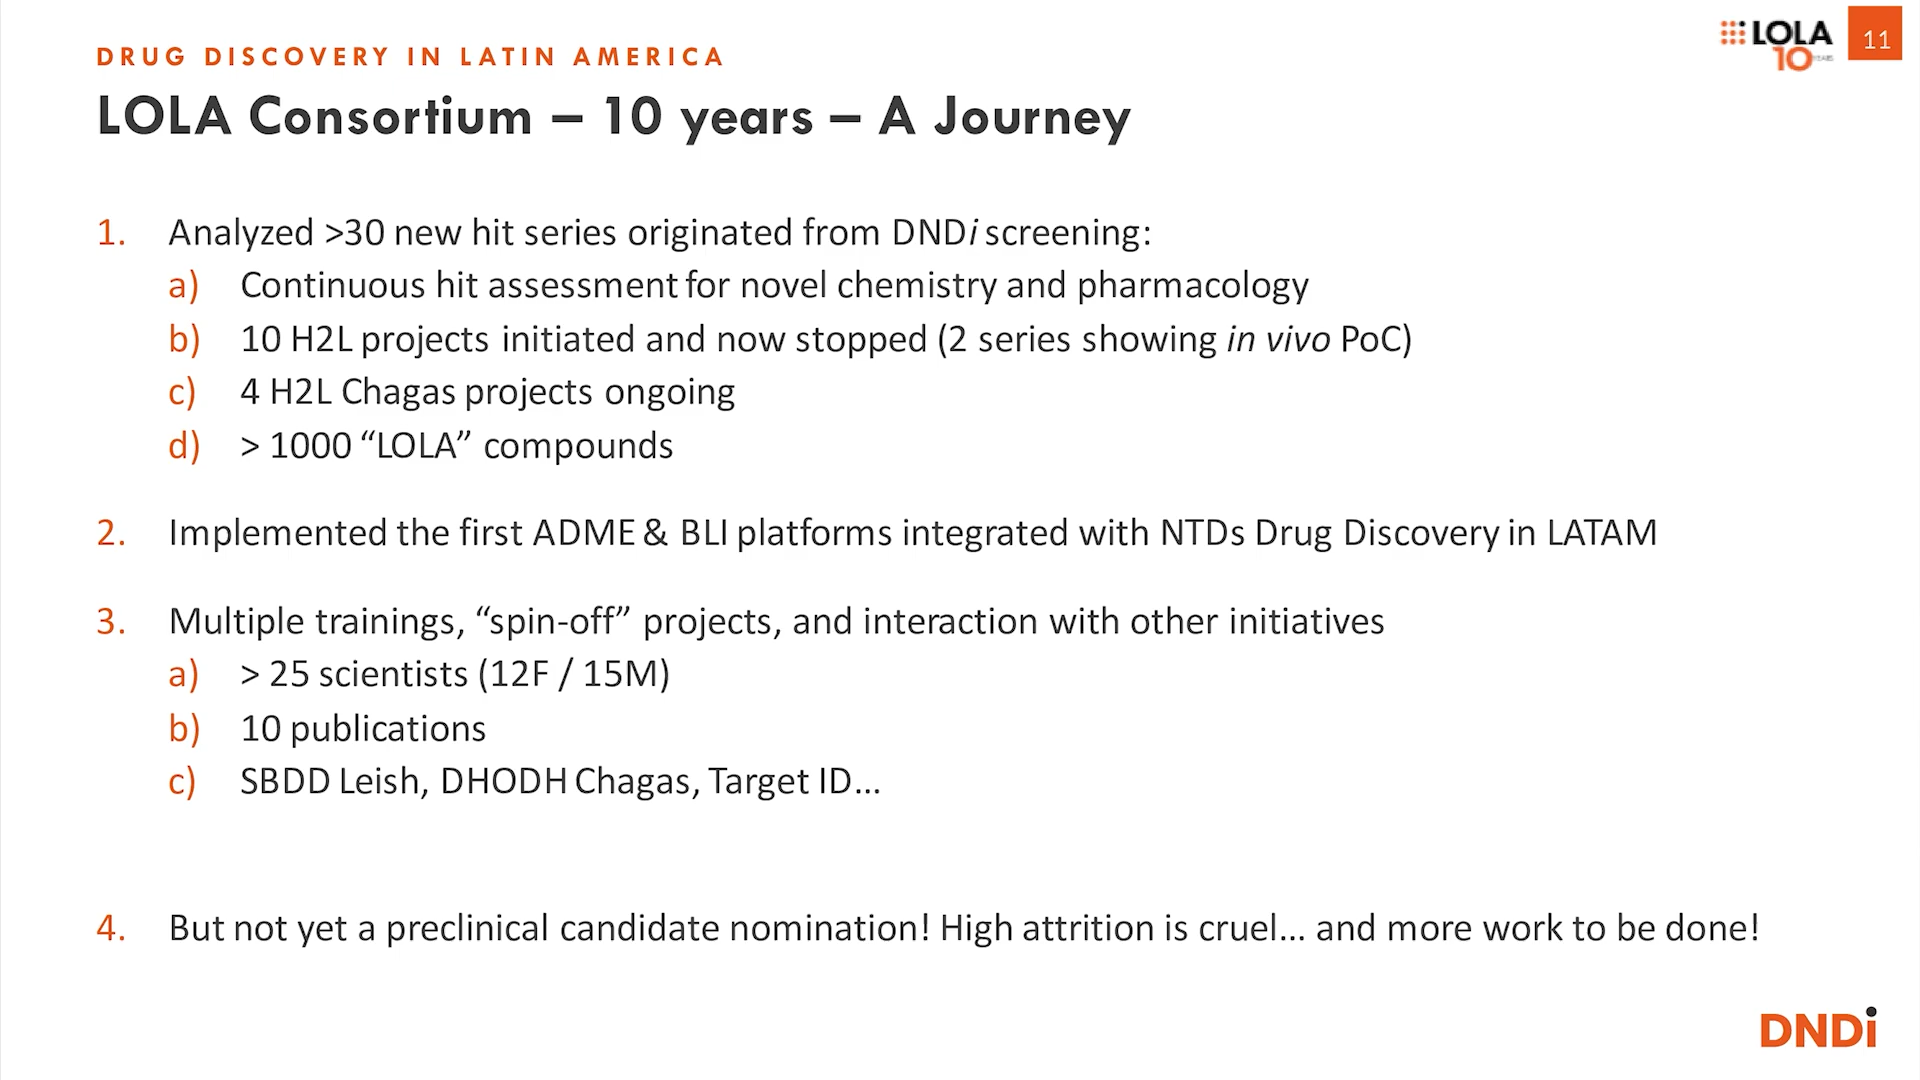 DRUG DISCOVERY IN LATIN AMERICA
LOLA
10
YEARS
11
LOLA Consortium – 10 years – A Journey
1. Analyzed >30 new hit series originated from DNDi screening:
a) Continuous hit assessment for novel chemistry and pharmacology
b) 10 H2L projects initiated and now stopped (2 series showing in vivo PoC)
c) 4 H2L Chagas projects ongoing
d) > 1000 “LOLA” compounds
2. Implemented the first ADME & BLI platforms integrated with NTDs Drug Discovery in LATAM
3. Multiple trainings, “spin-off” projects, and interaction with other initiatives
a) > 25 scientists (12F / 15M)
b) 10 publications
c) SBDD Leish, DHODH Chagas, Target ID...
4. But not yet a preclinical candidate nomination! High attrition is cruel... and more work to be done!
DNDi